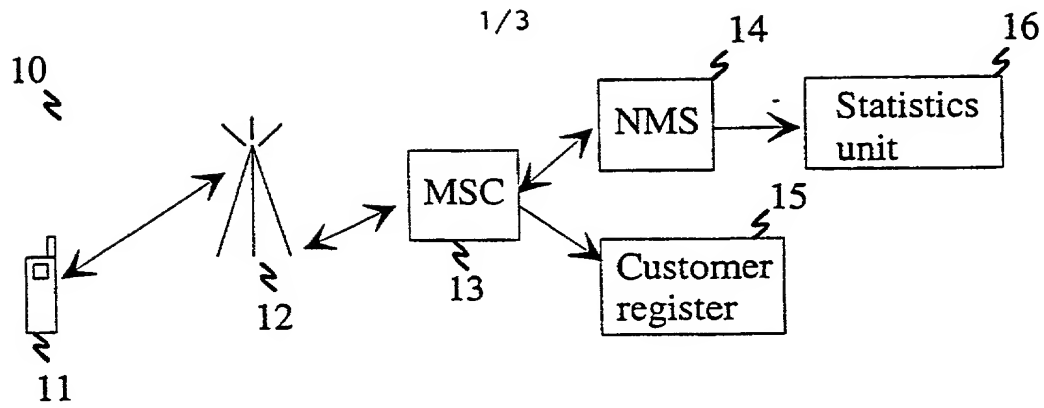 1/3
10
14
16
NMS
Statistics
unit
MSC
15
12
13
Customer
register
11